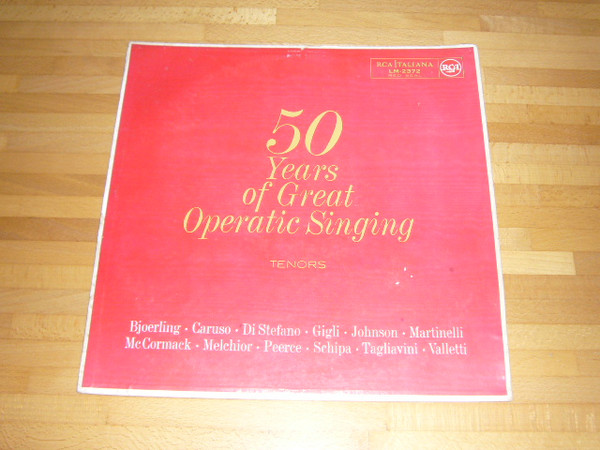 RCA ITALIANA
LM-2372
RCA
50
Years
of Great
Operatic Singing
TENORS
Bjoerling · Caruso · Di Stefano · Gigli · Johnson · Martinelli
McCormack · Melchior · Peerce · Schipa · Tagliavini · Valletti